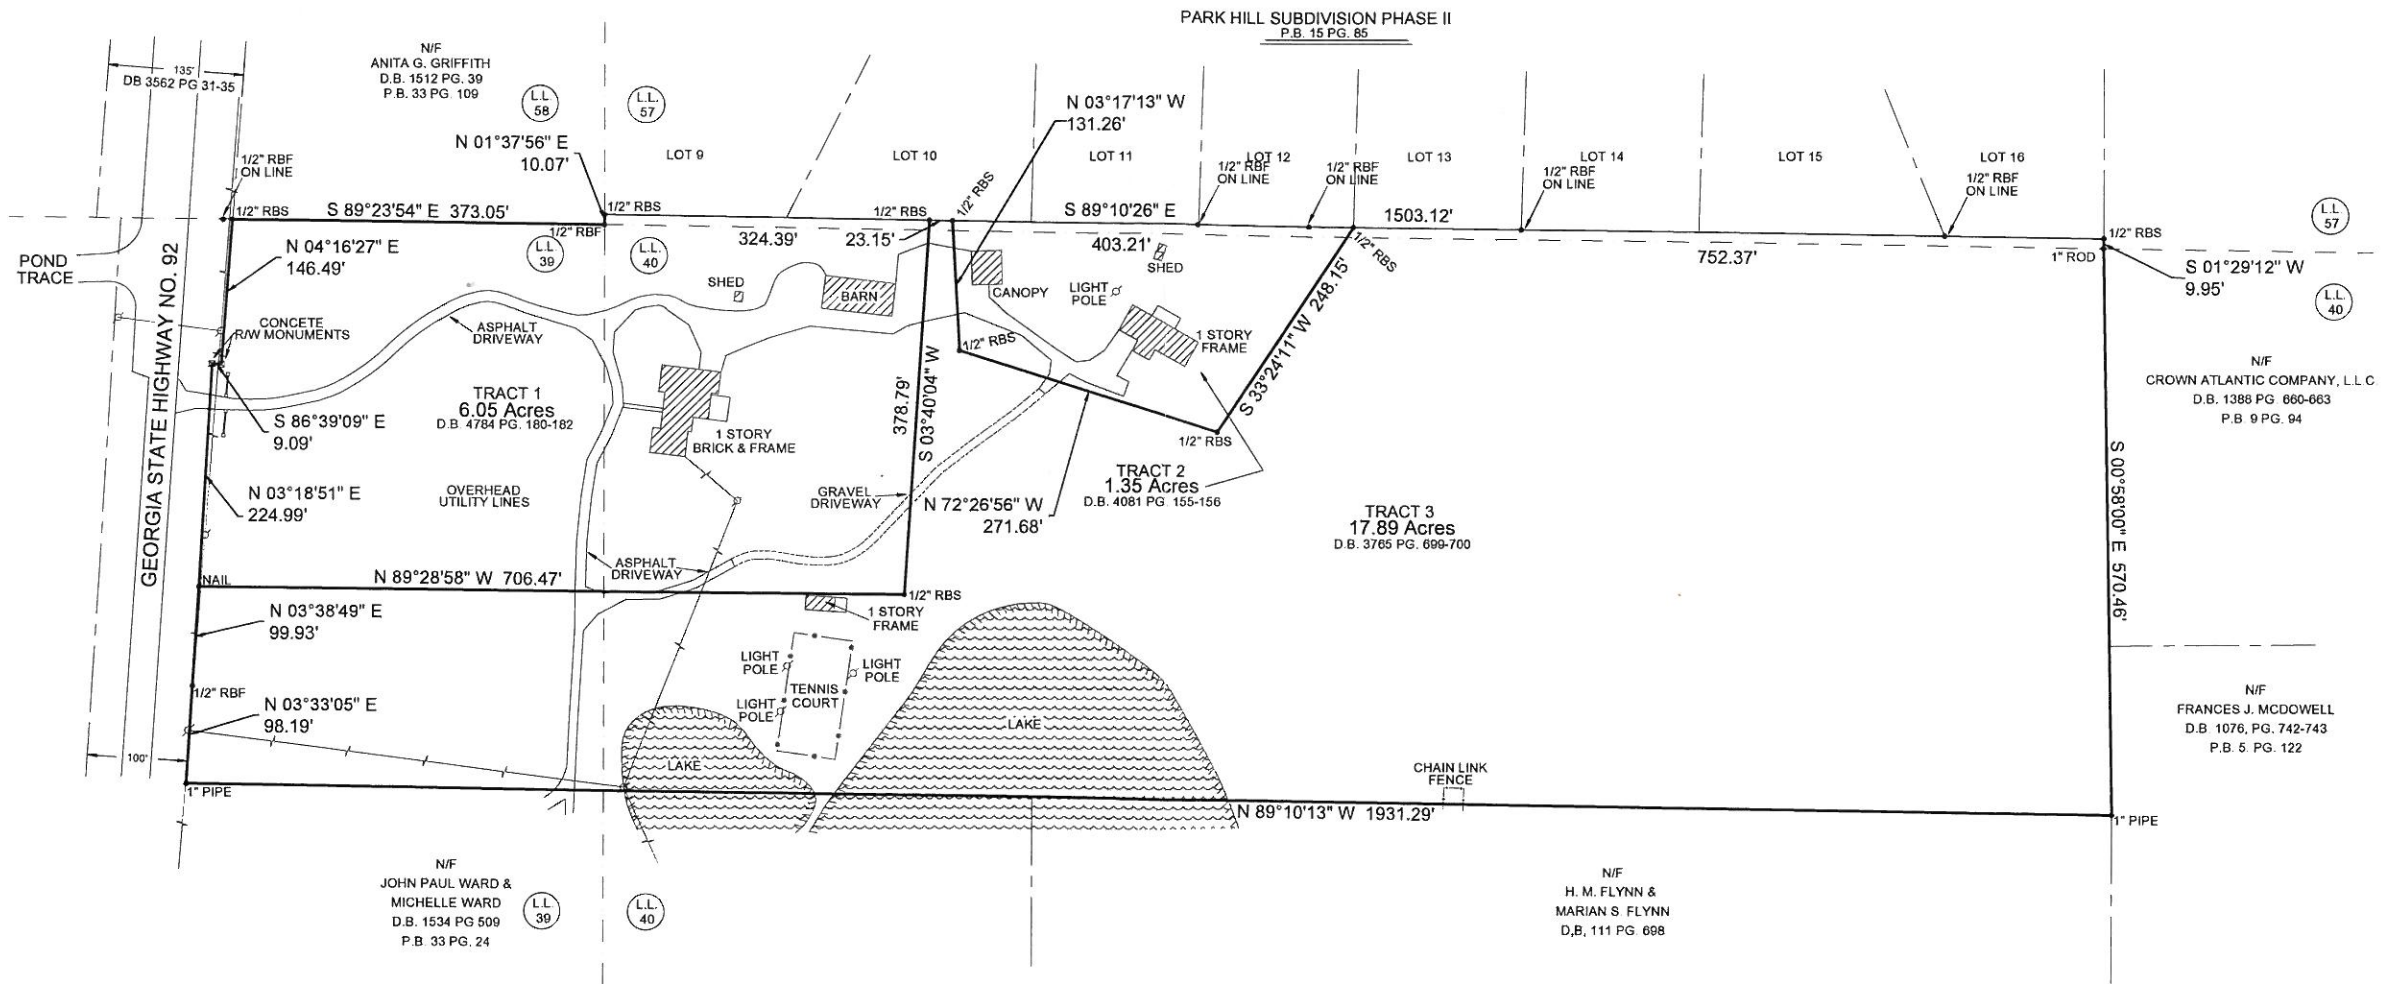 PARK HILL SUBDIVISION PHASE II
P.B. 15 PG. 85
135'
DB 3562 PG 31-35
N/F
ANITA G. GRIFFITH
D.B. 1512 PG. 39
P.B. 33 PG. 109
L.L.
58
L.L.
57
N 01°37'56" E
10.07'
N 03°17'13" W
131.26'
LOT 9
LOT 10
LOT 11
LOT 12
LOT 13
LOT 14
LOT 15
LOT 16
1/2" RBF
ON LINE
1/2" RBF
ON LINE
1/2" RBF
ON LINE
1/2" RBF
ON LINE
1/2" RBF
ON LINE
1/2" RBS
S 89°23'54" E 373.05'
1/2" RBS
1/2" RBF
1/2" RBS
1/2" RBS
S 89°10'26" E
1503.12'
324.39'
23.15'
403.21'
752.37'
1/2" RBS
1/2" RBS
1" ROD
S 01°29'12" W
9.95'
L.L
57
L.L.
40
L.L
39
L.L.
40
POND
TRACE
N 04°16'27" E
146.49'
GEORGIA STATE HIGHWAY NO. 92
CONCETE
R/W MONUMENTS
ASPHALT
DRIVEWAY
SHED
BARN
CANOPY
LIGHT
POLE
SHED
1 STORY
FRAME
1/2" RBS
S 33°24'11" W 248.15'
1/2" RBS
TRACT 1
6.05 Acres
D.B. 4784 PG. 180-182
S 86°39'09" E
9.09'
1 STORY
BRICK & FRAME
378.79'
S 03°40'04" W
N 03°18'51" E
224.99'
OVERHEAD
UTILITY LINES
GRAVEL
DRIVEWAY
N 72°26'56" W
271.68'
TRACT 2
1.35 Acres
D.B. 4081 PG. 155-156
TRACT 3
17.89 Acres
D.B. 3765 PG. 699-700
N/F
CROWN ATLANTIC COMPANY, L.L.C.
D.B. 1388 PG. 660-663
P.B 9 PG. 94
S 00°58'00" E 570.46'
NAIL
N 89°28'58" W 706.47'
ASPHALT
DRIVEWAY
1/2" RBS
1 STORY
FRAME
N 03°38'49" E
99.93'
1/2" RBF
N 03°33'05" E
98.19'
100'
1" PIPE
LIGHT
POLE
LIGHT
POLE
LIGHT
POLE
TENNIS
COURT
LAKE
LAKE
CHAIN LINK
FENCE
N 89°10'13" W 1931.29'
1" PIPE
N/F
FRANCES J. MCDOWELL
D.B 1076, PG. 742-743
P.B. 5. PG. 122
N/F
JOHN PAUL WARD &
MICHELLE WARD
D.B. 1534 PG 509
P.B. 33 PG. 24
L.L.
39
L.L.
40
N/F
H. M. FLYNN &
MARIAN S. FLYNN
D,B, 111 PG. 698